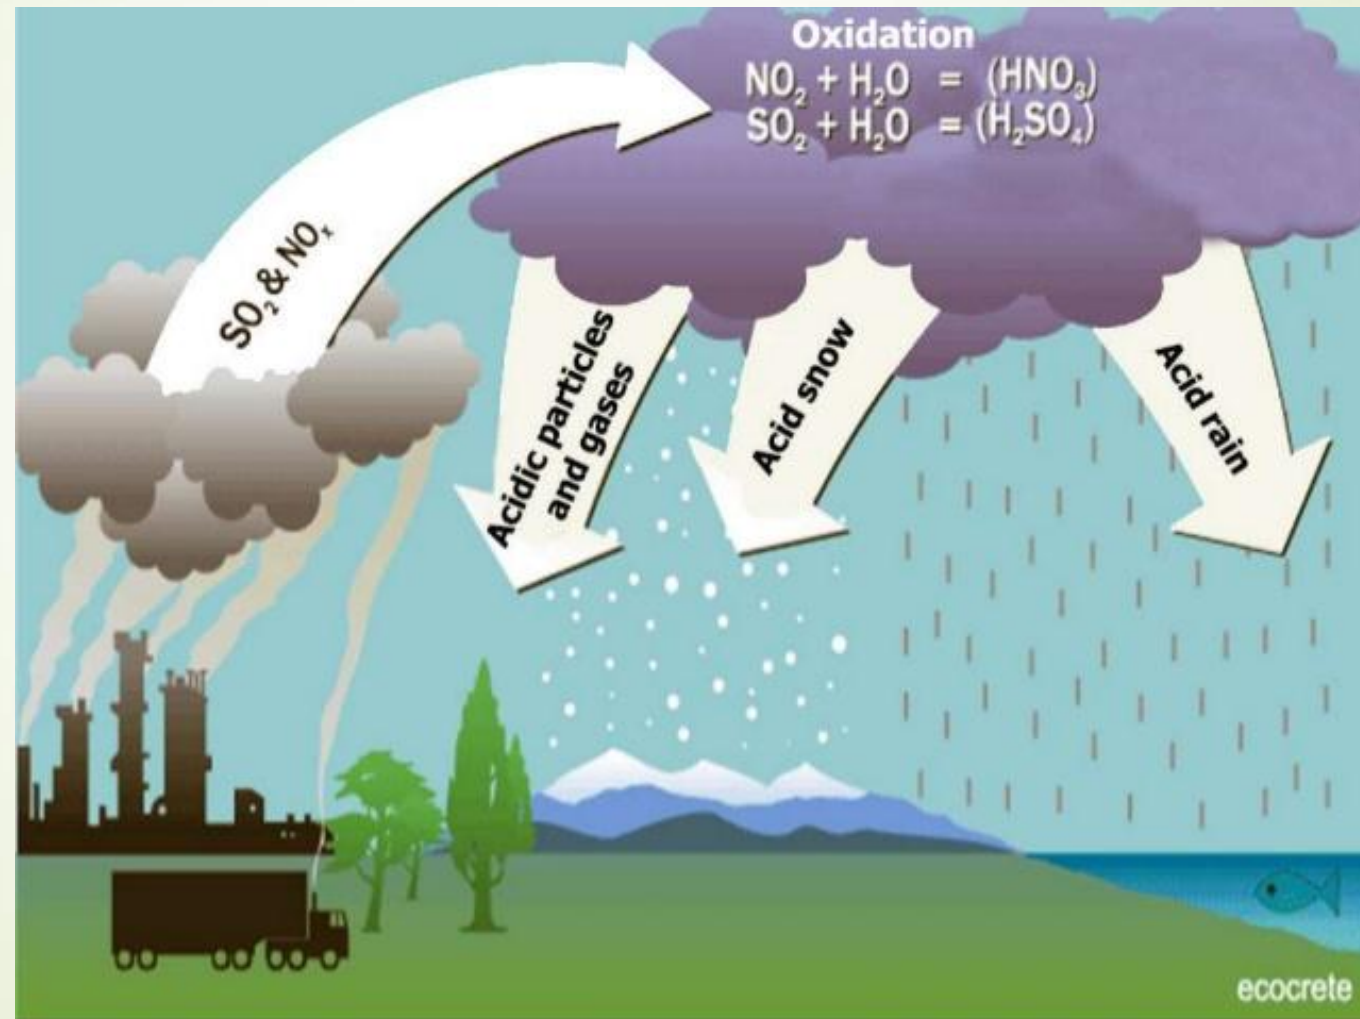 Oxidation
NO₂ + H₂O = (HNO₃)
SO₂ + H₂O = (H₂SO₄)
SO₂ & NOₓ
Acidic particles
and gases
Acid snow
Acid rain
ecocrete